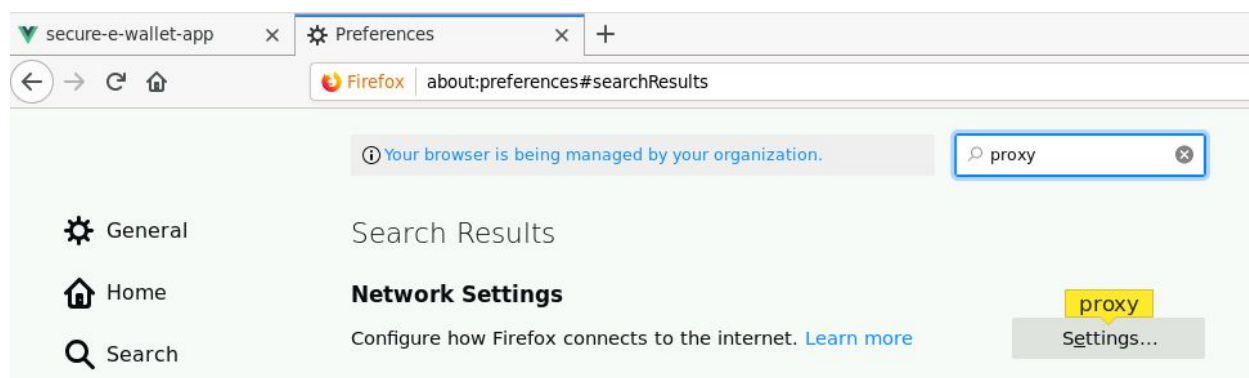 secure-e-wallet-app Preferences
Firefox about:preferences#searchResults
Your browser is being managed by your organization. proxy
General Search Results
Home Network Settings
proxy
Configure how Firefox connects to the internet. Learn more Settings...
Search